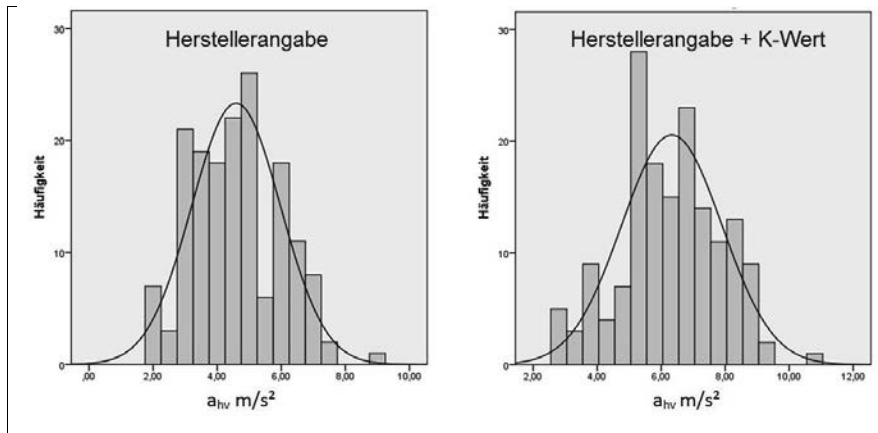 Herstellerangabe
30
20
10
0
Häufigkeit
,00 2,00 4,00 6,00 8,00 10,00
a_hv m/s²
Herstellerangabe + K-Wert
30
20
10
0
Häufigkeit
2,00 4,00 6,00 8,00 10,00 12,00
a_hv m/s²